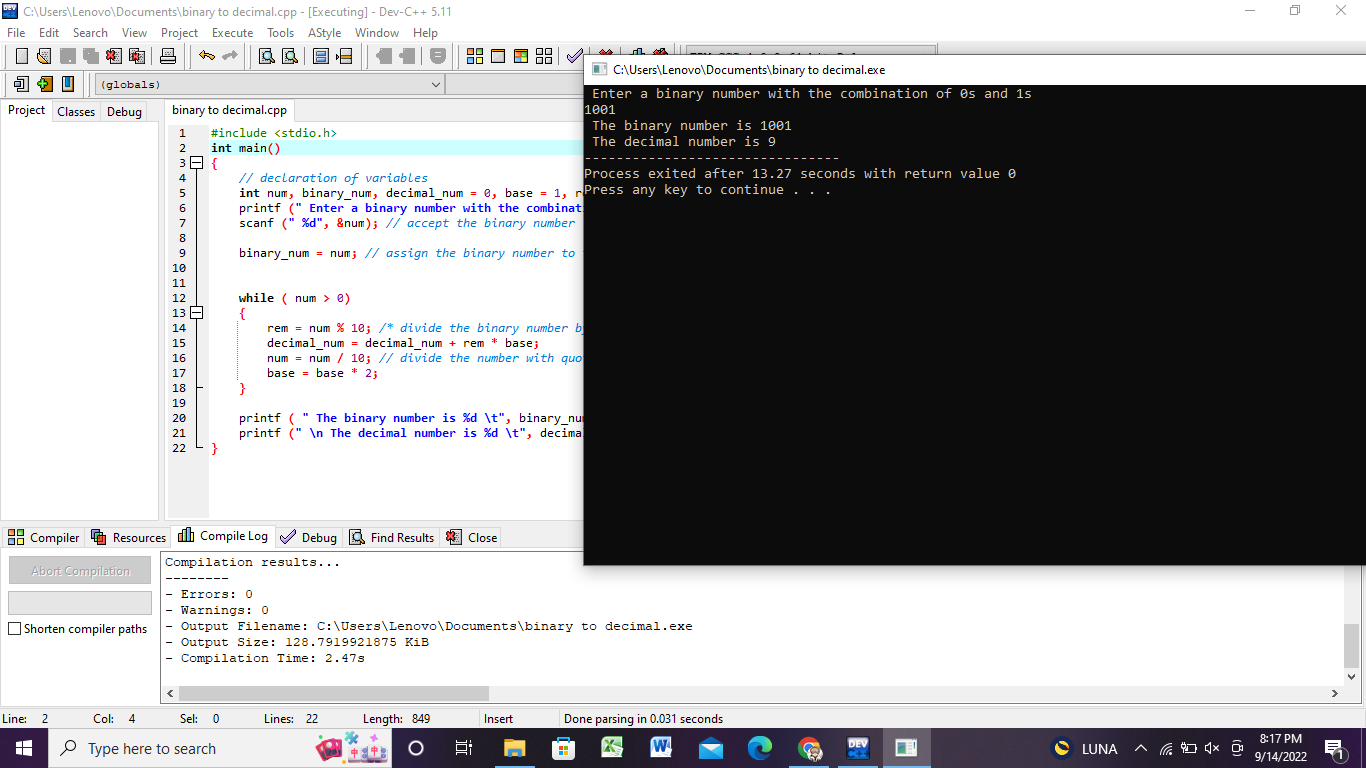 C:\Users\Lenovo\Documents\binary to decimal.cpp - [Executing] - Dev-C++ 5.11
File Edit Search View Project Execute Tools AStyle Window Help
(globals)
Project Classes Debug
binary to decimal.cpp
1 #include <stdio.h>
2 int main()
3 {
4 // declaration of variables
5 int num, binary_num, decimal_num = 0, base = 1, r
6 printf (" Enter a binary number with the combinat
7 scanf (" %d", &num); // accept the binary number
8
9 binary_num = num; // assign the binary number to
10
11
12 while ( num > 0)
13 {
14 rem = num % 10; /* divide the binary number b
15 decimal_num = decimal_num + rem * base;
16 num = num / 10; // divide the number with quo
17 base = base * 2;
18 }
19
20 printf ( " The binary number is %d \t", binary_nu
21 printf (" \n The decimal number is %d \t", decima
22 }
C:\Users\Lenovo\Documents\binary to decimal.exe
Enter a binary number with the combination of 0s and 1s
1001
The binary number is 1001
The decimal number is 9
--------------------------------
Process exited after 13.27 seconds with return value 0
Press any key to continue . . .
Compiler Resources Compile Log Debug Find Results Close
Abort Compilation
Shorten compiler paths
Compilation results...
--------
- Errors: 0
- Warnings: 0
- Output Filename: C:\Users\Lenovo\Documents\binary to decimal.exe
- Output Size: 128.7919921875 KiB
- Compilation Time: 2.47s
Line: 2 Col: 4 Sel: 0 Lines: 22 Length: 849 Insert Done parsing in 0.031 seconds
Type here to search
DEV
LUNA
8:17 PM
9/14/2022
1